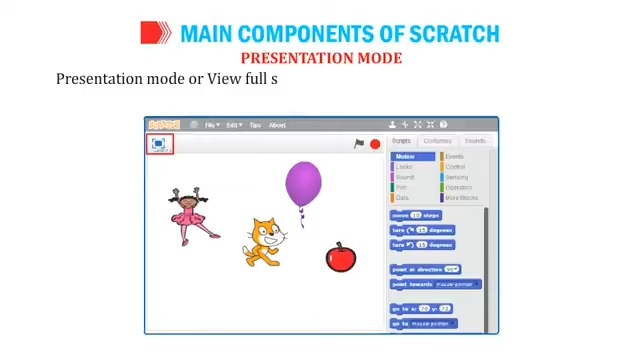 MAIN COMPONENTS OF SCRATCH
PRESENTATION MODE
Presentation mode or View full s
SCRATCH File Edit Tips About
Scripts Costumes Sounds
Motion Events
Looks Control
Sound Sensing
Pen Operators
Data More Blocks
move 10 steps
turn 15 degrees
turn 15 degrees
point in direction 90
point towards mouse-pointer
go to x: y:
go to mouse-pointer